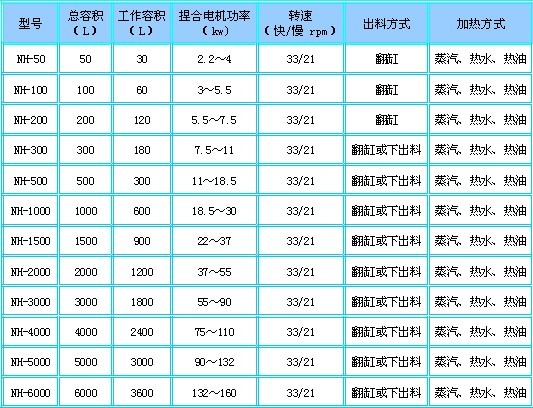 型号 总容积（L） 工作容积（L） 捏合电机功率（kw） 转速（快/慢 rpm） 出料方式 加热方式
NH-50 50 30 2.2～4 33/21 翻缸 蒸汽、热水、热油
NH-100 100 60 3～5.5 33/21 翻缸 蒸汽、热水、热油
NH-200 200 120 5.5～7.5 33/21 翻缸 蒸汽、热水、热油
NH-300 300 180 7.5～11 33/21 翻缸或下出料 蒸汽、热水、热油
NH-500 500 300 11～18.5 33/21 翻缸或下出料 蒸汽、热水、热油
NH-1000 1000 600 18.5～30 33/21 翻缸或下出料 蒸汽、热水、热油
NH-1500 1500 900 22～37 33/21 翻缸或下出料 蒸汽、热水、热油
NH-2000 2000 1200 37～55 33/21 翻缸或下出料 蒸汽、热水、热油
NH-3000 3000 1800 55～90 33/21 翻缸或下出料 蒸汽、热水、热油
NH-4000 4000 2400 75～110 33/21 翻缸或下出料 蒸汽、热水、热油
NH-5000 5000 3000 90～132 33/21 翻缸或下出料 蒸汽、热水、热油
NH-6000 6000 3600 132～160 33/21 翻缸或下出料 蒸汽、热水、热油